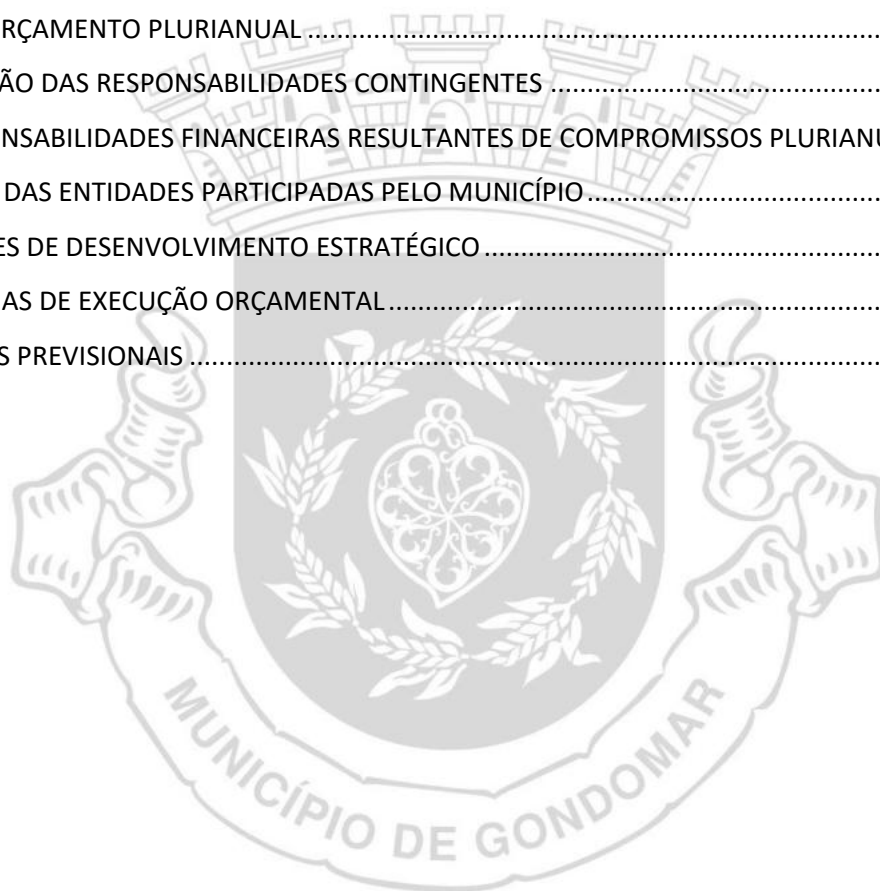 RÇAMENTO PLURIANUAL ................................................................
ÃO DAS RESPONSABILIDADES CONTINGENTES ................................
NSABILIDADES FINANCEIRAS RESULTANTES DE COMPROMISSOS PLURIANU
DAS ENTIDADES PARTICIPADAS PELO MUNICÍPIO ................................
ES DE DESENVOLVIMENTO ESTRATÉGICO ................................
AS DE EXECUÇÃO ORÇAMENTAL ................................
S PREVISIONAIS ................................................................
MUNICÍPIO DE GONDOMAR